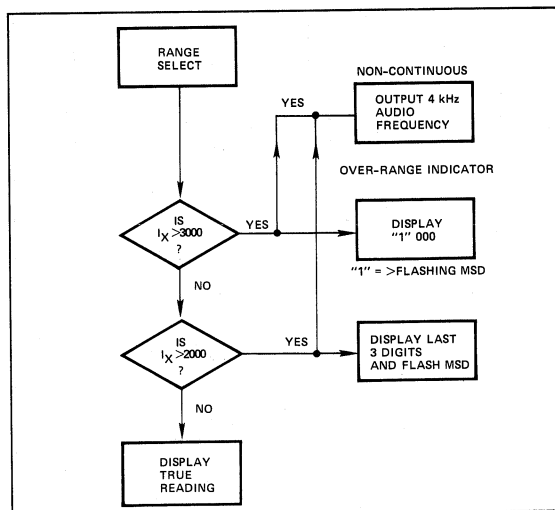 RANGE
SELECT
NON-CONTINUOUS
YES
OUTPUT 4 kHz
AUDIO
FREQUENCY
OVER-RANGE INDICATOR
IS
IX >3000
?
YES
DISPLAY
"1" 000
"1" = >FLASHING MSD
NO
IS
IX >2000
?
YES
DISPLAY LAST
3 DIGITS
AND FLASH MSD
NO
DISPLAY
TRUE
READING